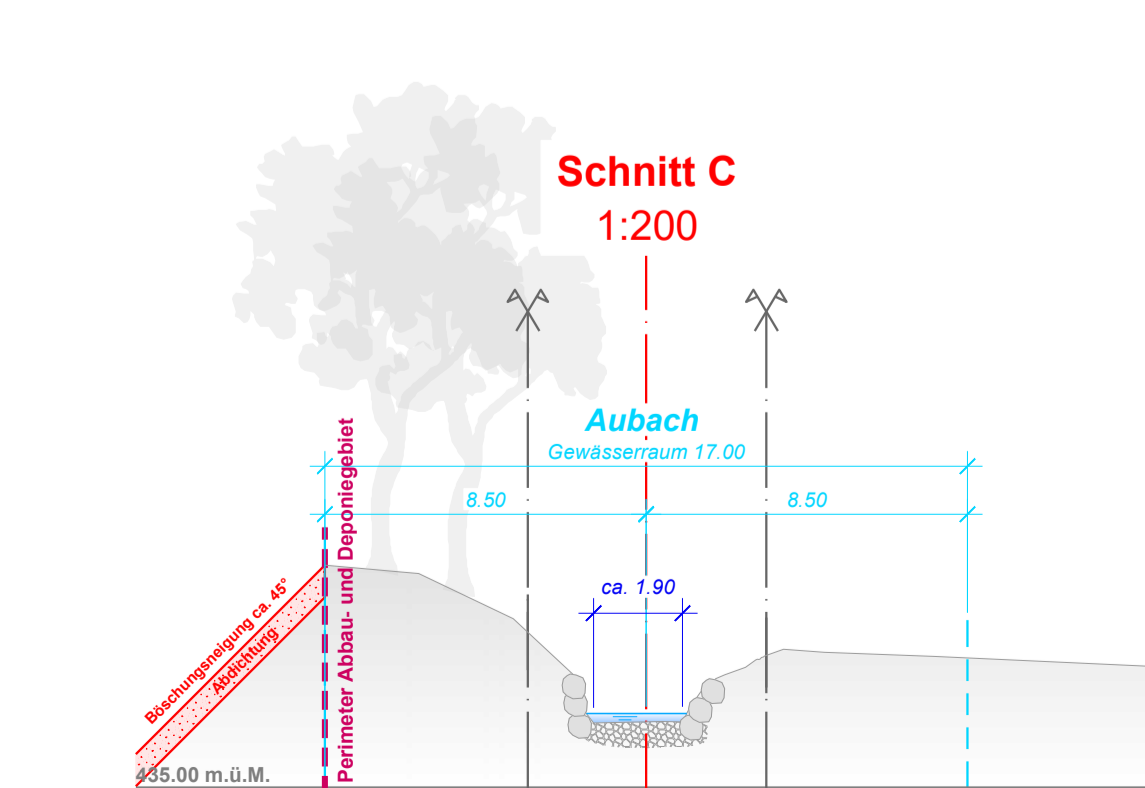 Schnitt C
1:200
Aubach
Gewässerraum 17.00
8.50
8.50
ca. 1.90
Perimeter Abbau- und Deponiegebiet
Böschungsneigung ca. 45°
Abdichtung
435.00 m.ü.M.